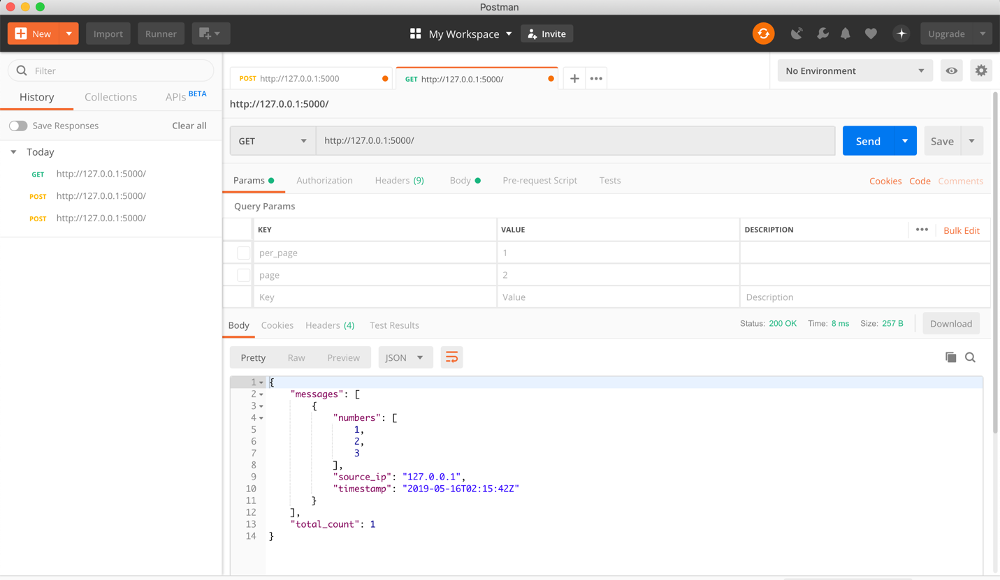 Postman
New Import Runner My Workspace Invite Upgrade
Filter
History Collections APIs BETA
Save Responses Clear all
Today
GET http://127.0.0.1:5000/
POST http://127.0.0.1:5000/
POST http://127.0.0.1:5000/
POST http://127.0.0.1:5000 GET http://127.0.0.1:5000/ No Environment
http://127.0.0.1:5000/
GET http://127.0.0.1:5000/ Send Save
Params Authorization Headers (9) Body Pre-request Script Tests Cookies Code Comments
Query Params
KEY VALUE DESCRIPTION Bulk Edit
per_page 1
page 2
Key Value Description
Body Cookies Headers (4) Test Results Status: 200 OK Time: 8 ms Size: 257 B Download
Pretty Raw Preview JSON
1 {
2 "messages": [
3 {
4 "numbers": [
5 1,
6 2,
7 3
8 ],
9 "source_ip": "127.0.0.1",
10 "timestamp": "2019-05-16T02:15:42Z"
11 }
12 ],
13 "total_count": 1
14 }